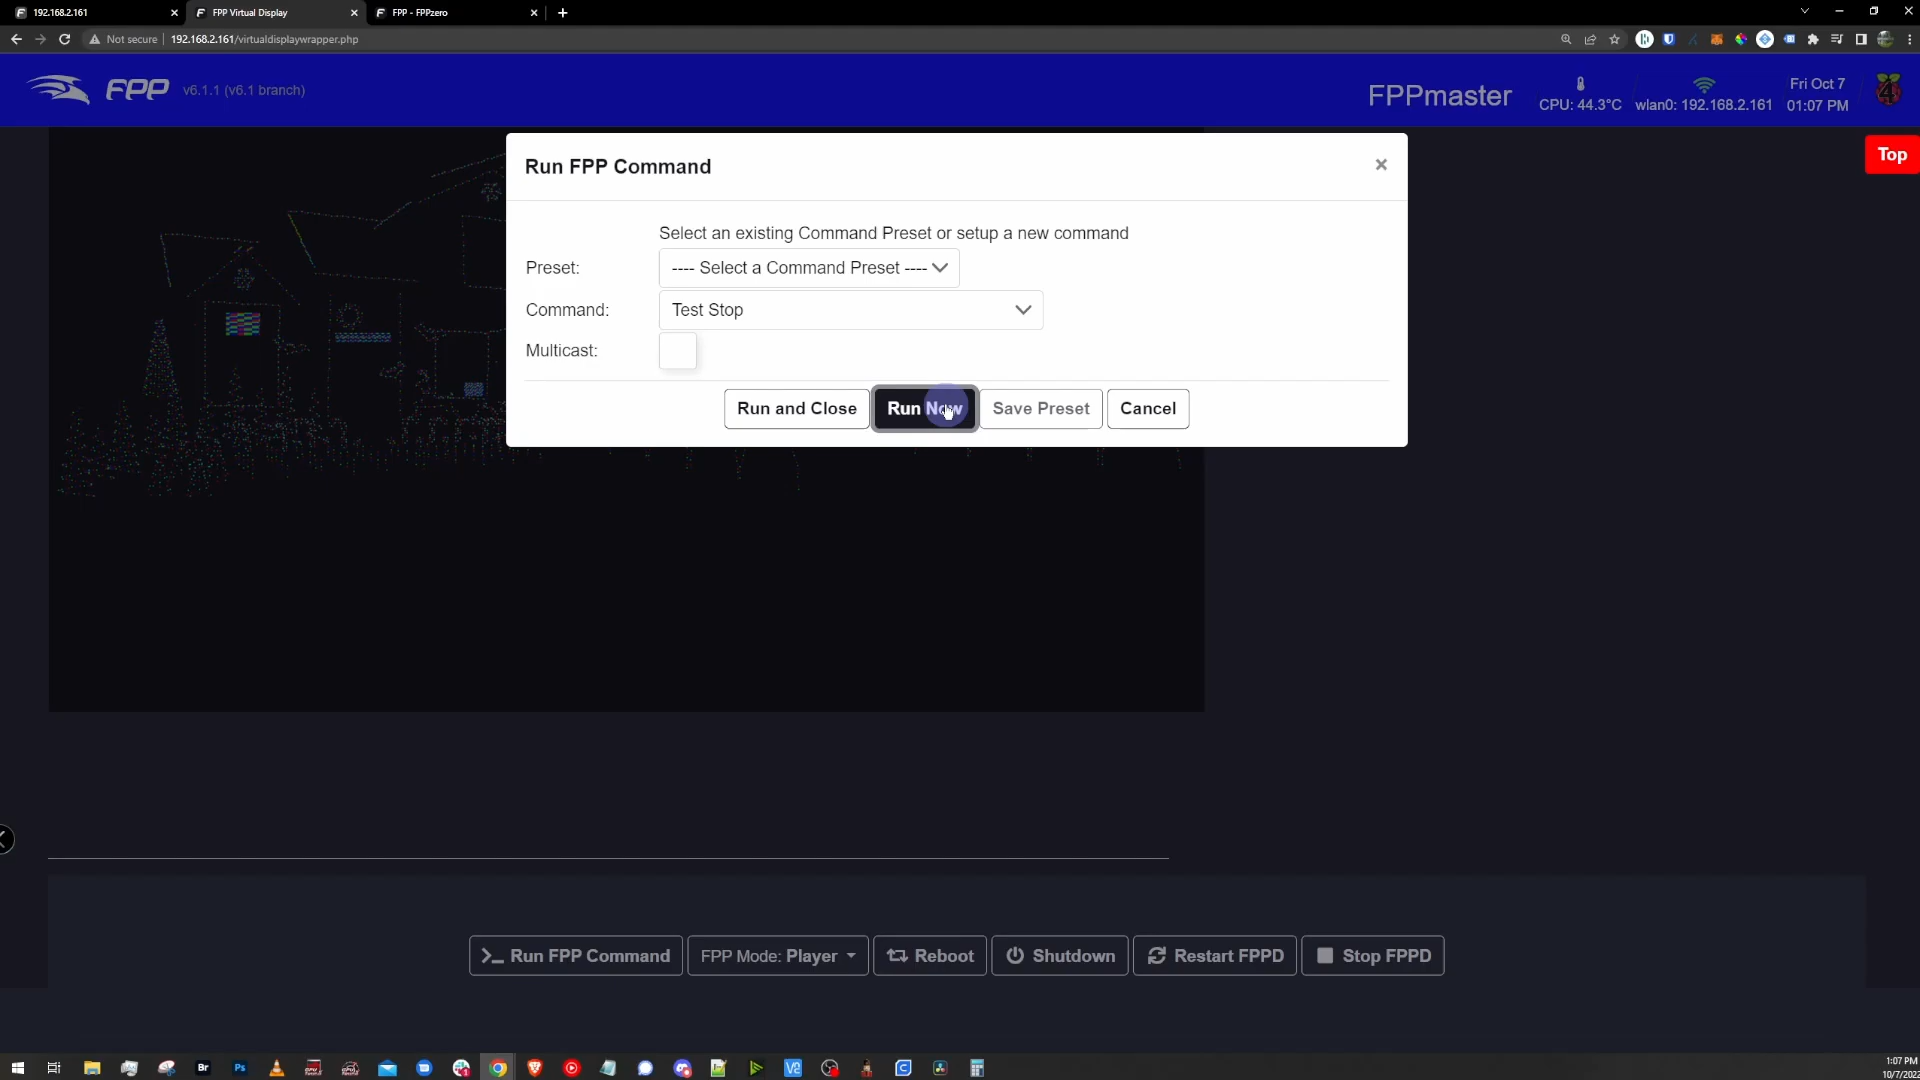 192.168.2.161
FPP Virtual Display
FPP - FPPzero
Not secure
192.168.2.161/virtualdisplaywrapper.php
FPP v6.1.1 (v6.1 branch)
FPPmaster
CPU: 44.3°C
wlan0: 192.168.2.161
Fri Oct 7
01:07 PM
4
Top
Run FPP Command
×
Select an existing Command Preset or setup a new command
Preset:
---- Select a Command Preset ----
Command:
Test Stop
Multicast:
Run and Close
Run Now
Save Preset
Cancel
Run FPP Command
FPP Mode: Player
Reboot
Shutdown
Restart FPPD
Stop FPPD
Br
Ps
1:07 PM